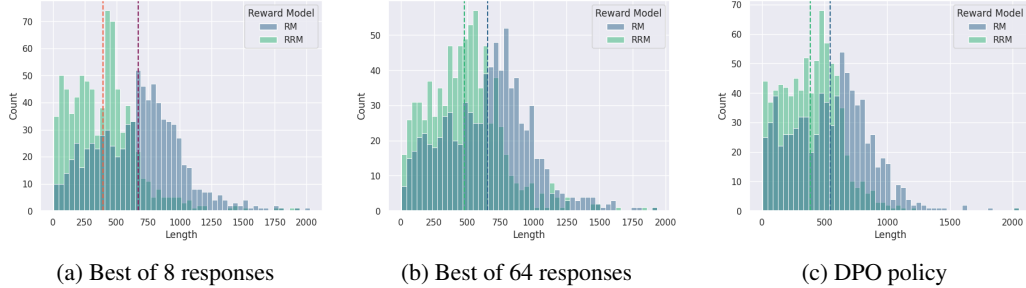 Reward Model
RM
RRM
70
60
50
40
30
20
10
0
Count
0 250 500 750 1000 1250 1500 1750 2000
Length
(a) Best of 8 responses
Reward Model
RM
RRM
50
40
30
20
10
0
Count
0 250 500 750 1000 1250 1500 1750 2000
Length
(b) Best of 64 responses
Reward Model
RM
RRM
70
60
50
40
30
20
10
0
Count
0 500 1000 1500 2000
Length
(c) DPO policy